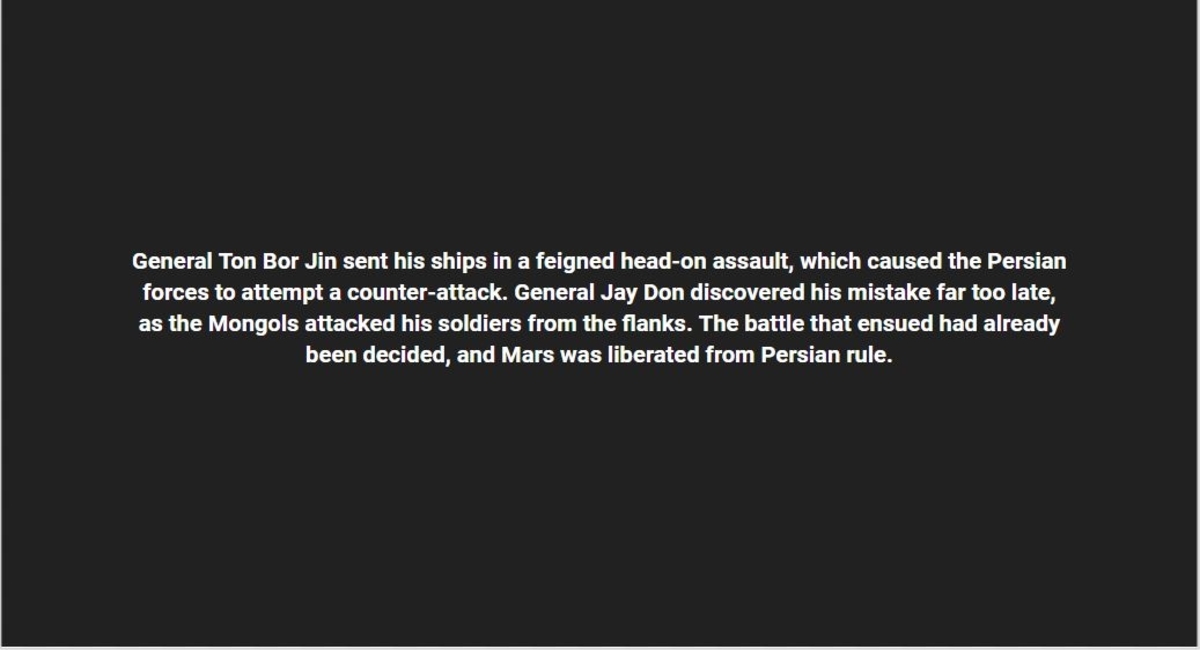 General Ton Bor Jin sent his ships in a feigned head-on assault, which caused the Persian
forces to attempt a counter-attack. General Jay Don discovered his mistake far too late,
as the Mongols attacked his soldiers from the flanks. The battle that ensued had already
been decided, and Mars was liberated from Persian rule.